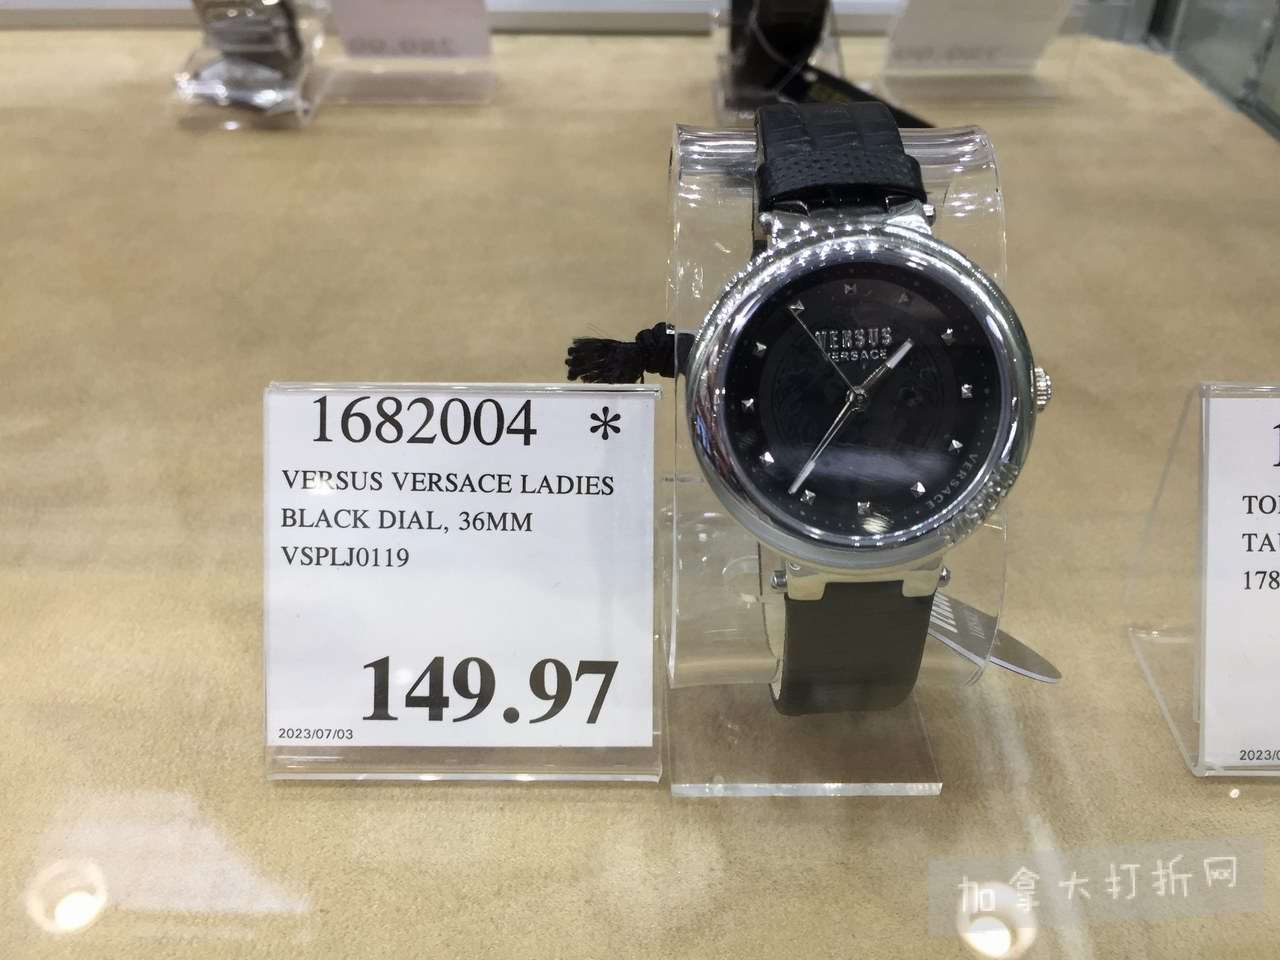 1682004 *
VERSUS VERSACE LADIES
BLACK DIAL, 36MM
VSPLJ0119
149.97
2023/07/03
VERSUS
VERSACE
VERSACE
178
加拿大打折网